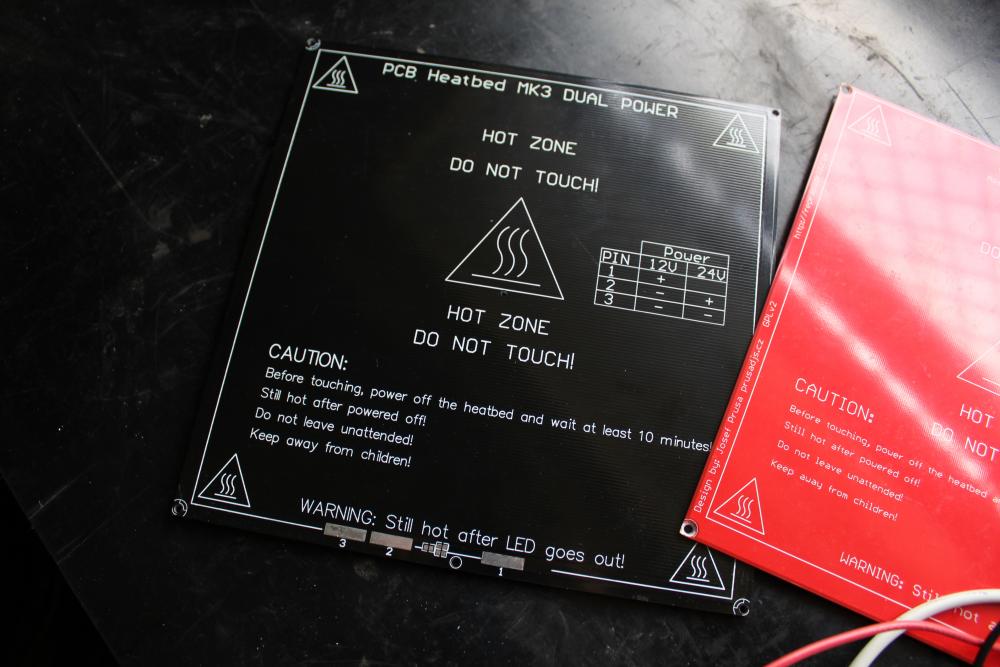 PCB Heatbed MK3 DUAL POWER
HOT ZONE
DO NOT TOUCH!
Power
PIN 12V 24V
1 +
2 - +
3 - -
HOT ZONE
DO NOT TOUCH!
CAUTION:
Before touching, power off the heatbed and wait at least 10 minutes!
Still hot after powered off!
Do not leave unattended!
Keep away from children!
WARNING: Still hot after LED goes out!
3 2 1
Design by: Josef Prusa prusadjs.cz GPLv2
DO
HOT
DO NOT
CAUTION:
Before touching, power off the heatbed
Still hot after powered off!
Do not leave unattended!
Keep away from children!
WARNING: Still hot